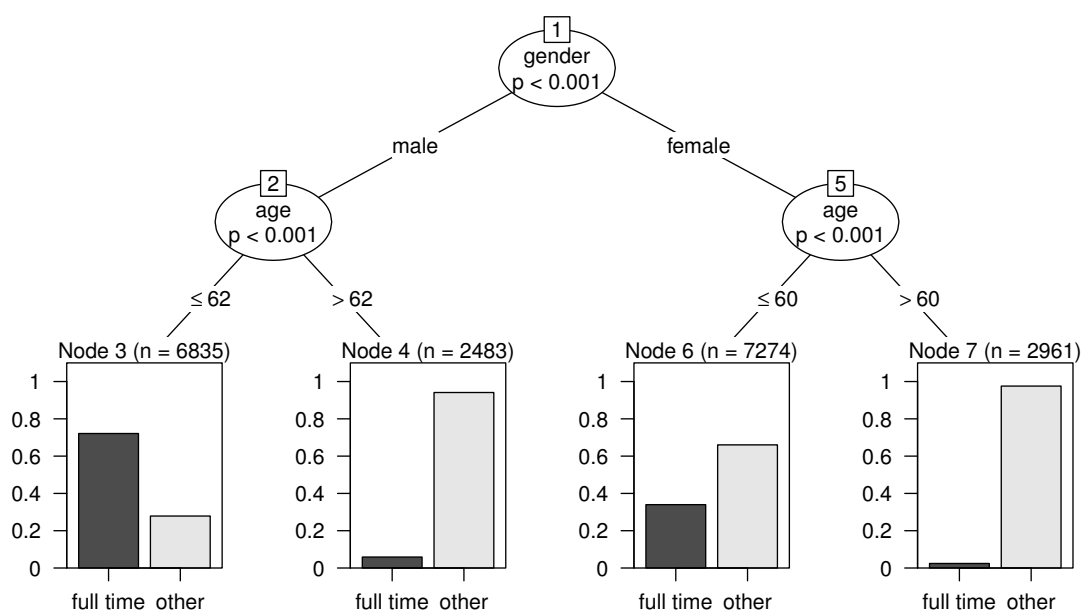 1
gender
p < 0.001
male
female
2
age
p < 0.001
5
age
p < 0.001
≤ 62
> 62
≤ 60
> 60
Node 3 (n = 6835)
1
0.8
0.6
0.4
0.2
0
full time other
Node 4 (n = 2483)
1
0.8
0.6
0.4
0.2
0
full time other
Node 6 (n = 7274)
1
0.8
0.6
0.4
0.2
0
full time other
Node 7 (n = 2961)
1
0.8
0.6
0.4
0.2
0
full time other